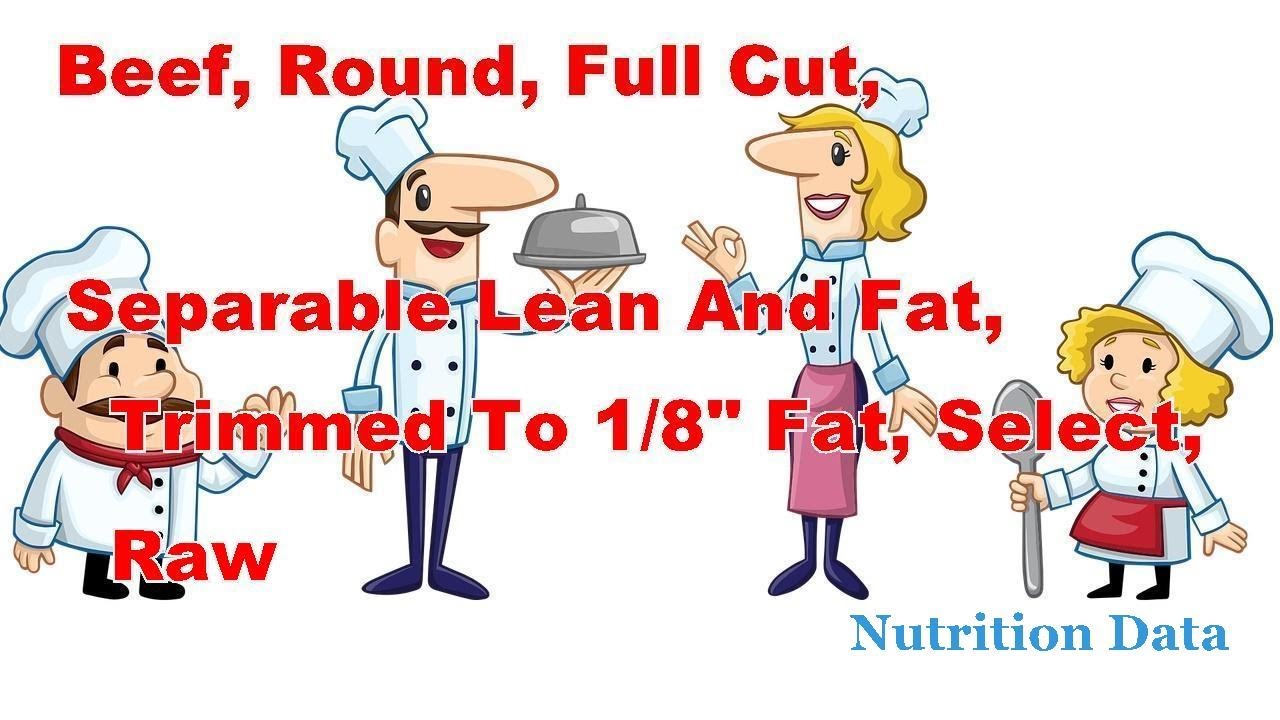 Beef, Round, Full Cut,
Separable Lean And Fat,
Trimmed To 1/8" Fat, Select,
Raw
Nutrition Data